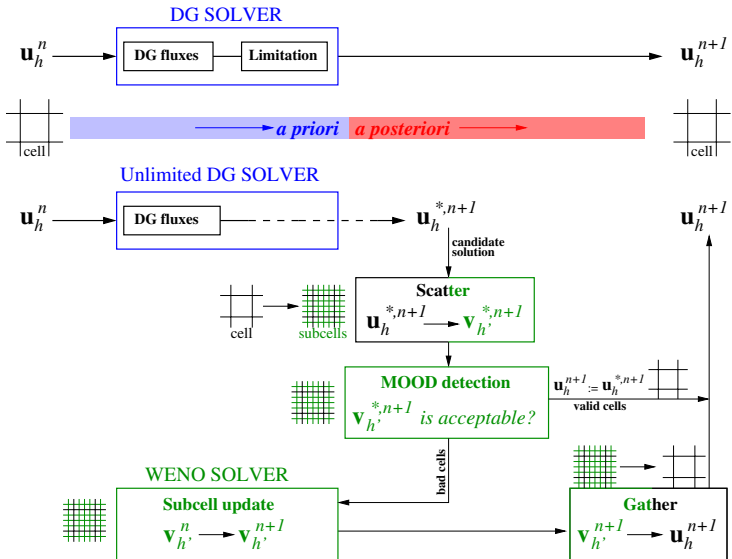 DG SOLVER
u_h^n
DG fluxes
Limitation
u_h^{n+1}
cell
a priori
a posteriori
cell
Unlimited DG SOLVER
u_h^n
DG fluxes
u_h^{*,n+1}
u_h^{n+1}
candidate
solution
Scatter
u_h^{*,n+1} → v_{h'}^{*,n+1}
cell
subcells
MOOD detection
v_{h'}^{*,n+1} is acceptable?
u_h^{n+1} := u_h^{*,n+1}
valid cells
bad cells
WENO SOLVER
Subcell update
v_{h'}^n → v_{h'}^{n+1}
Gather
v_{h'}^{n+1} → u_h^{n+1}